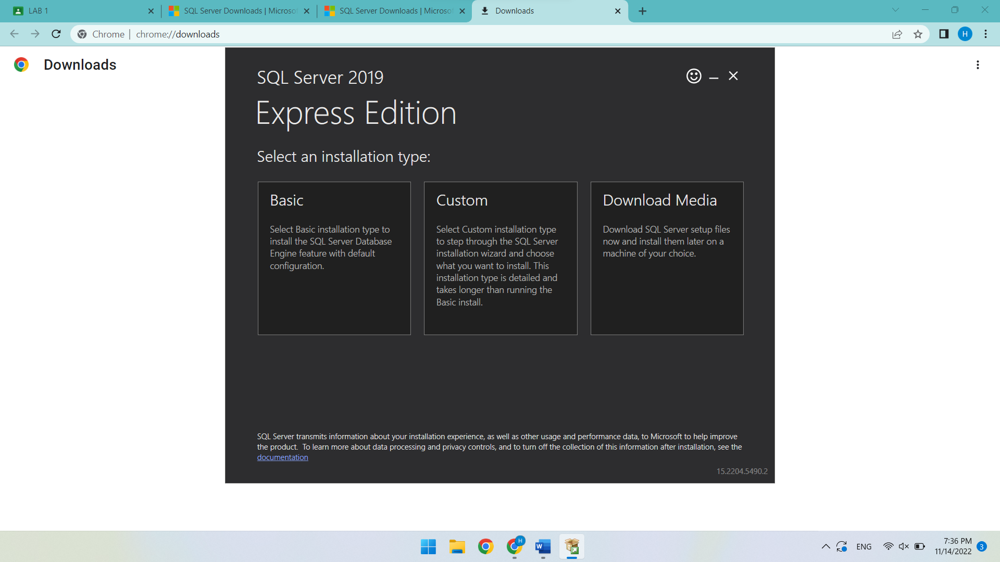 LAB 1
SQL Server Downloads | Microsof
SQL Server Downloads | Microsof
Downloads
Chrome
chrome://downloads
H
Downloads
SQL Server 2019
Express Edition
Select an installation type:
Basic
Select Basic installation type to
install the SQL Server Database
Engine feature with default
configuration.
Custom
Select Custom installation type
to step through the SQL Server
installation wizard and choose
what you want to install. This
installation type is detailed and
takes longer than running the
Basic install.
Download Media
Download SQL Server setup files
now and install them later on a
machine of your choice.
SQL Server transmits information about your installation experience, as well as other usage and performance data, to Microsoft to help improve
the product.  To learn more about data processing and privacy controls, and to turn off the collection of this information after installation, see the
documentation
15.2204.5490.2
H
W
ENG
7:36 PM
11/14/2022
3